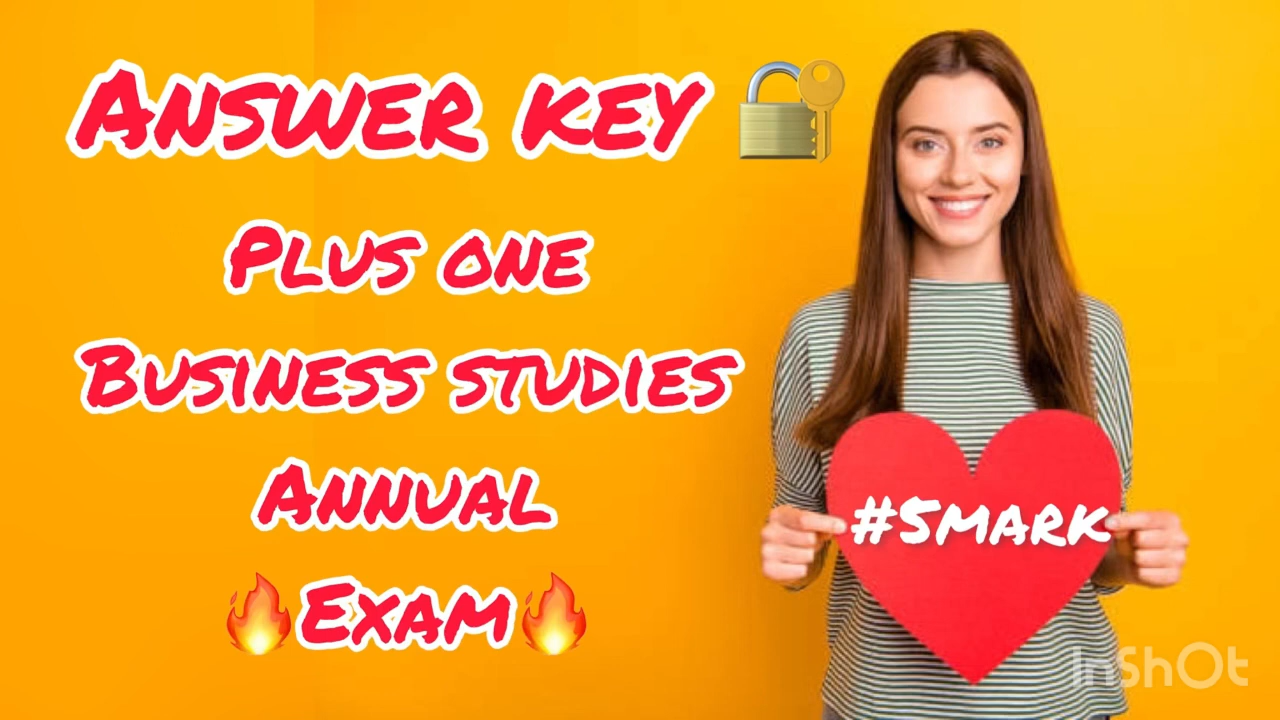 Answer key
Plus one
Business studies
Annual
Exam
#5mark
InShOt